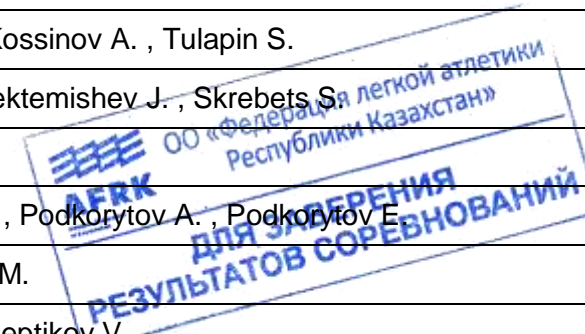 Kossinov A. , Tulapin S.
ektemishev J. , Skrebets S.
, Podkorytov A. , Podkorytov E.
M.
eptikov V.
ОО «Федерация легкой атлетики
Республики Казахстан»
AFRK
ДЛЯ ЗАВЕРЕНИЯ
РЕЗУЛЬТАТОВ СОРЕВНОВАНИЙ